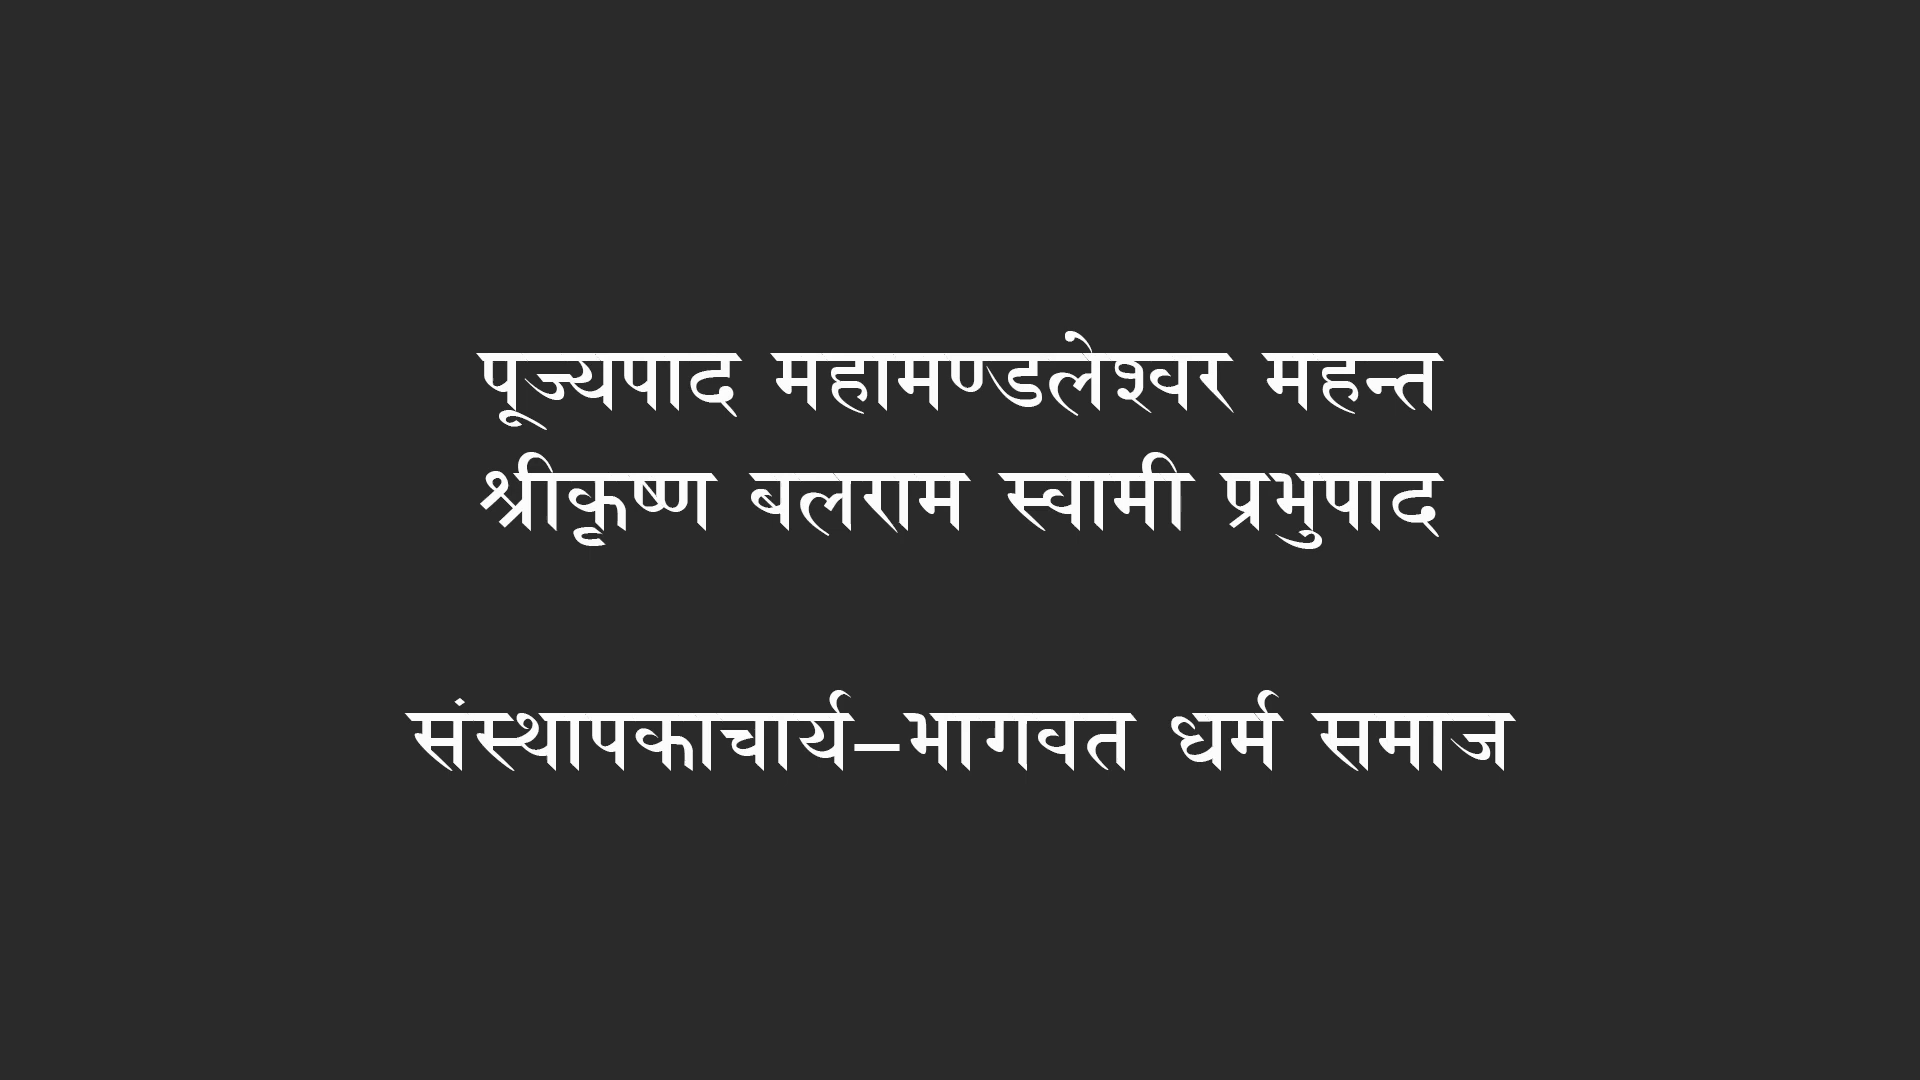 पूज्यपाद महामण्डलेश्वर महन्त
श्रीकृष्ण बलराम स्वामी प्रभुपाद
संस्थापकाचार्य–भागवत धर्म समाज